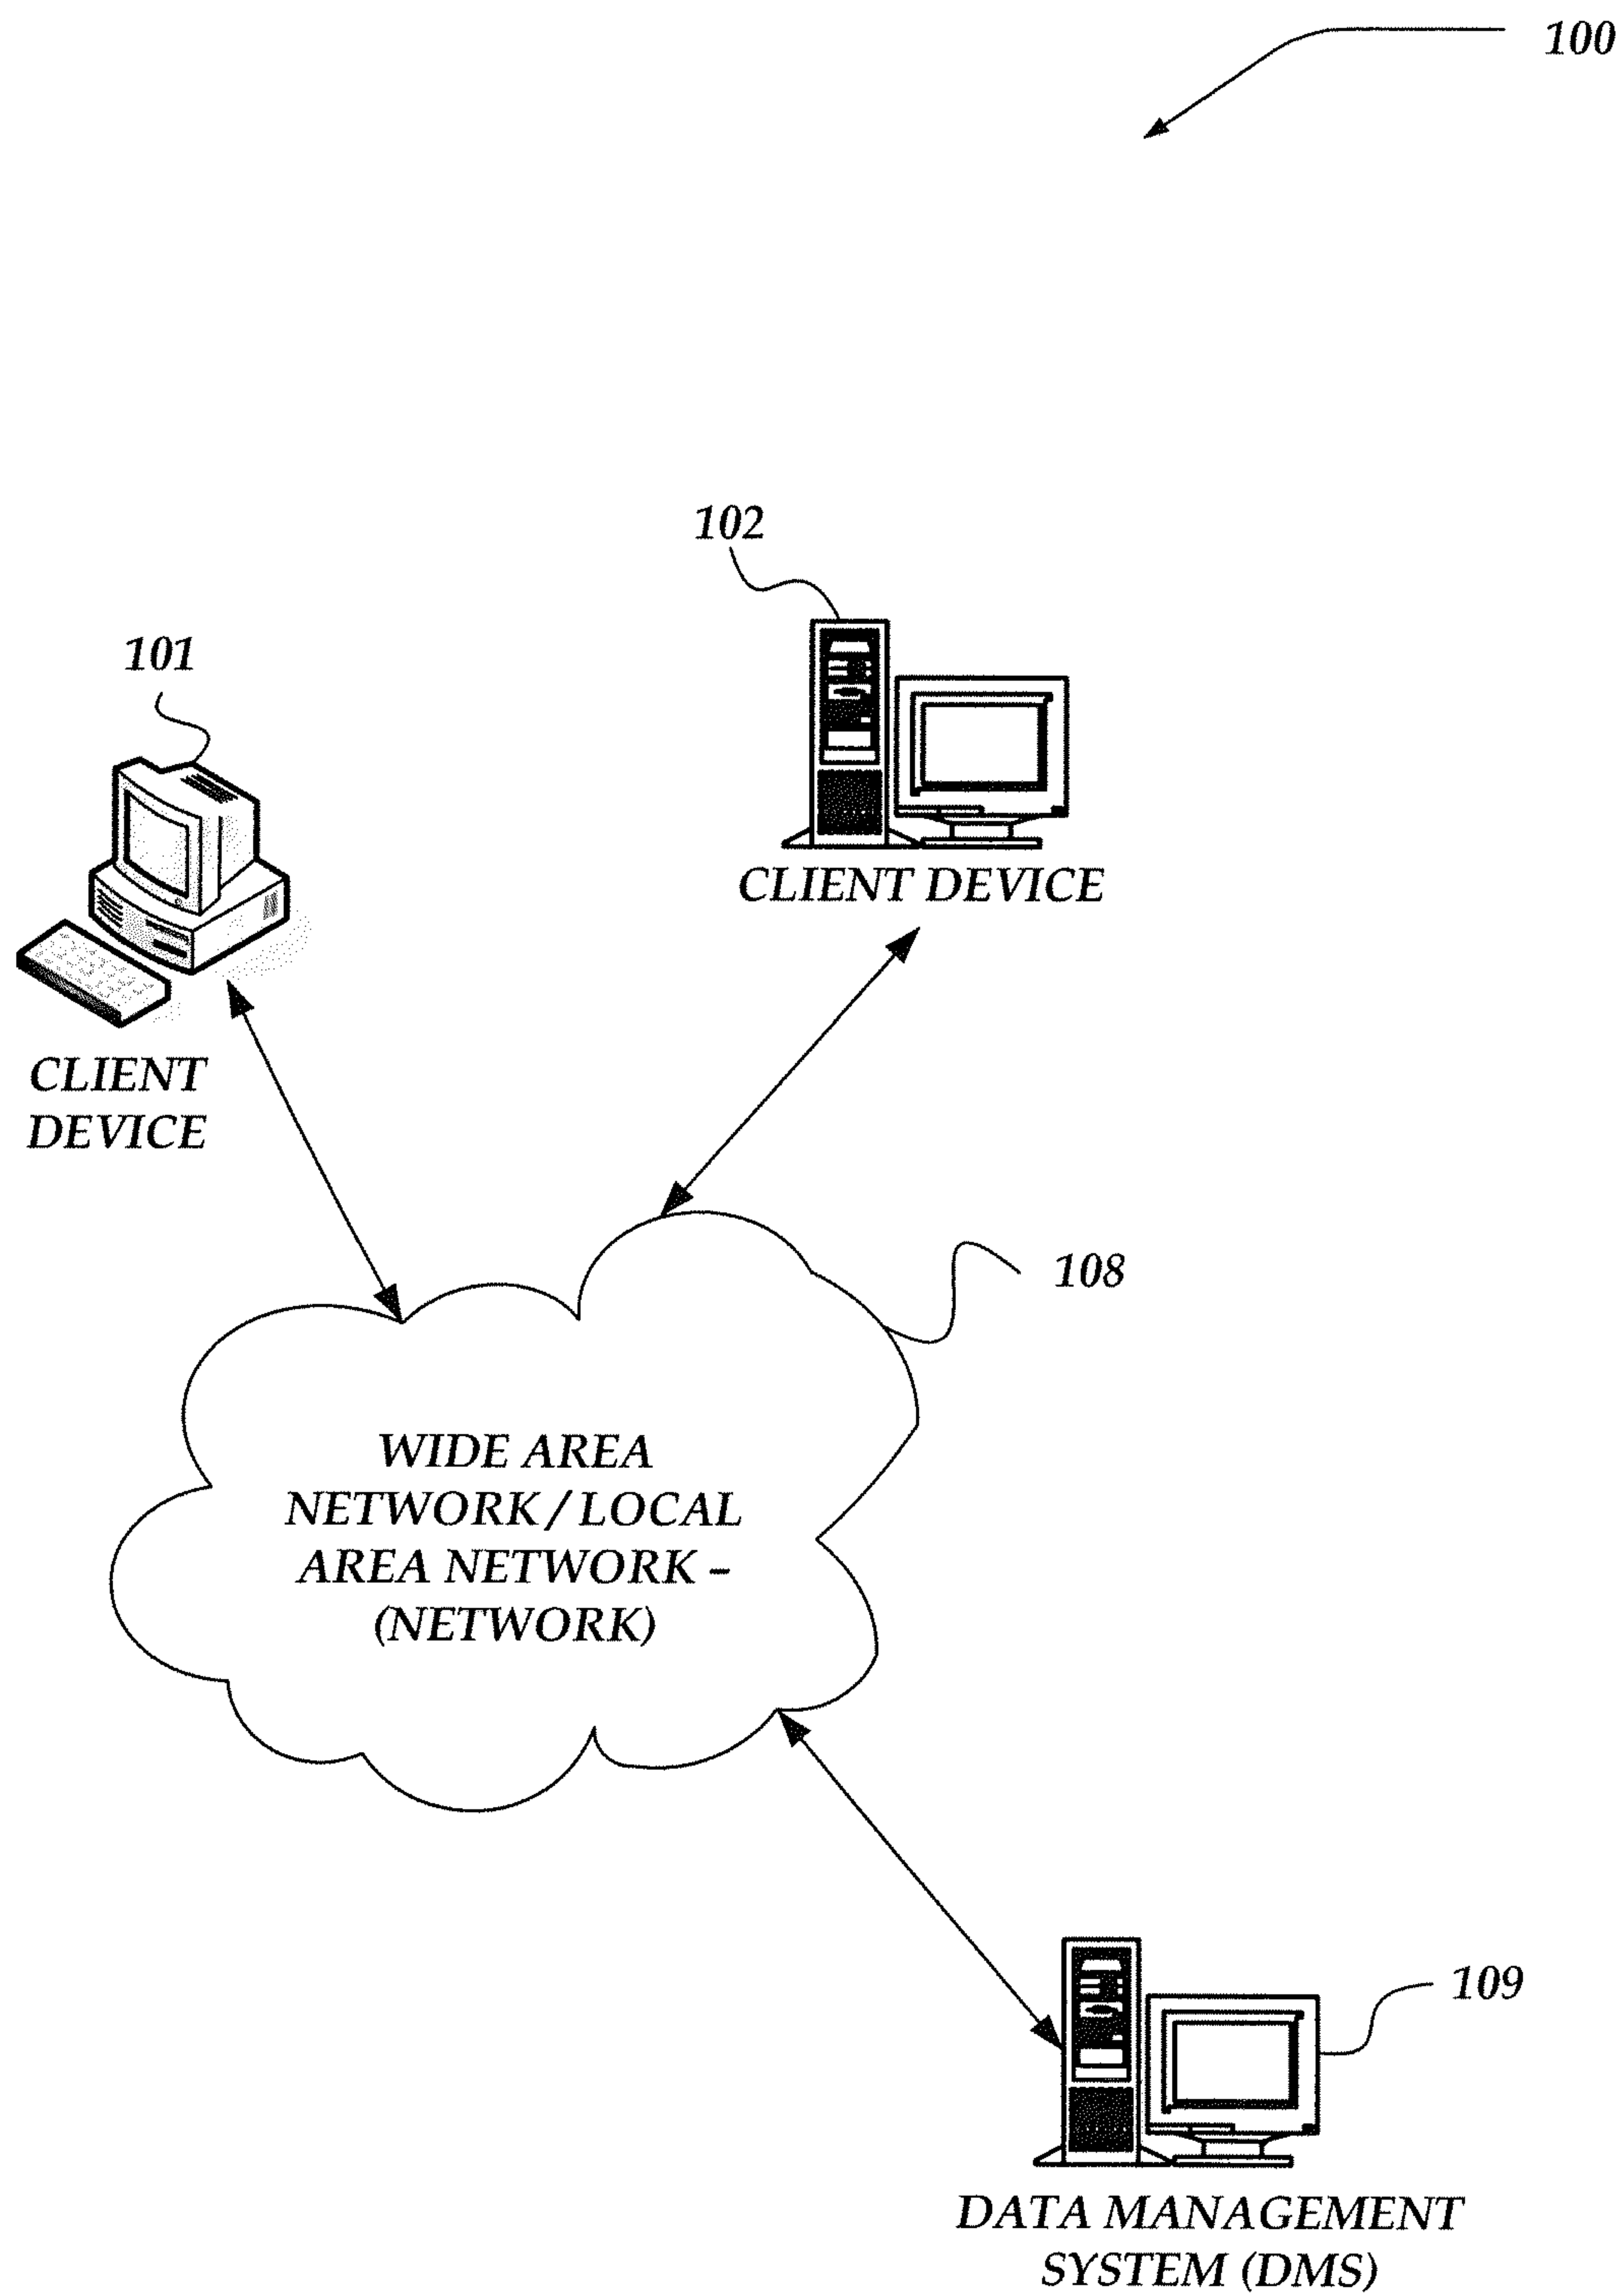 100
102
101
CLIENT DEVICE
CLIENT
DEVICE
108
WIDE AREA
NETWORK / LOCAL
AREA NETWORK –
(NETWORK)
109
DATA MANAGEMENT
SYSTEM (DMS)